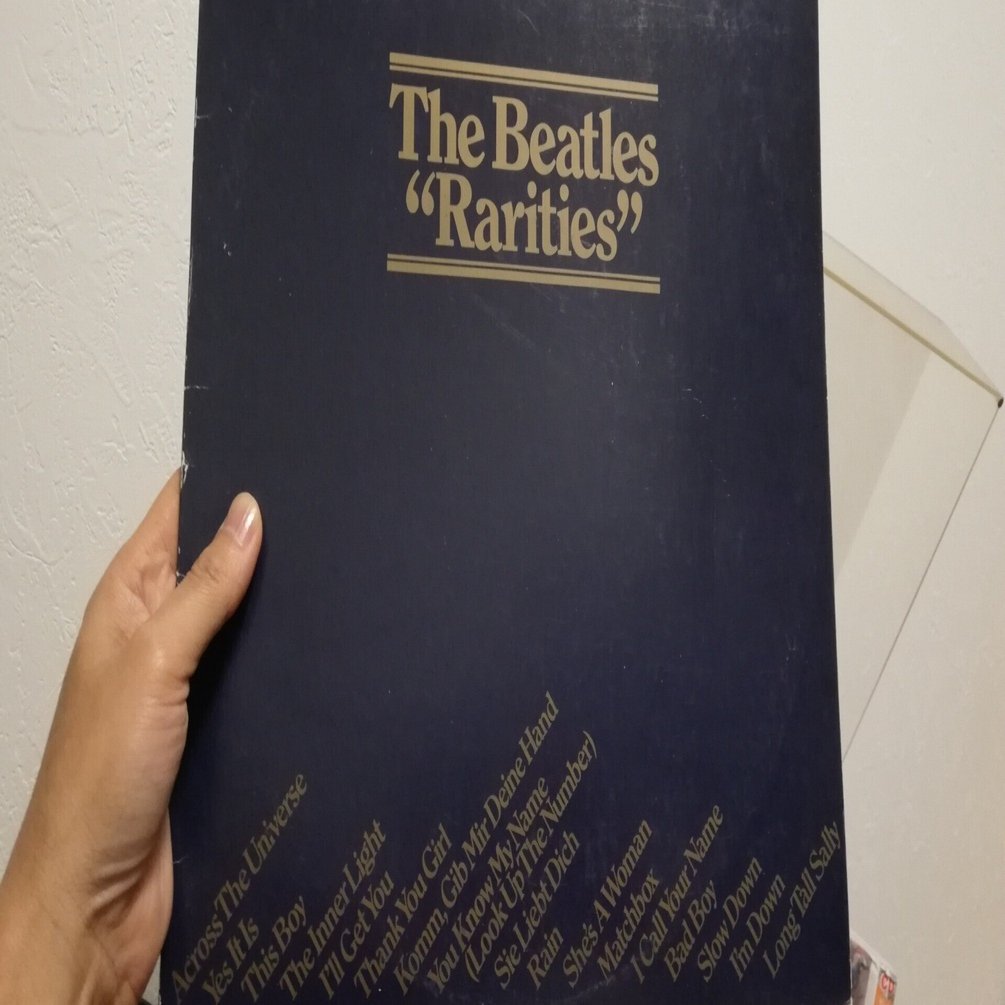 The Beatles
“Rarities”
Across The Universe
Yes It Is
This Boy
The Inner Light
I'll Get You
Thank You Girl
Komm, Gib Mir Deine Hand
You Know My Name
(Look Up The Number)
Sie Liebt Dich
Rain
She's A Woman
Matchbox
I Call Your Name
Bad Boy
Slow Down
I'm Down
Long Tall Sally